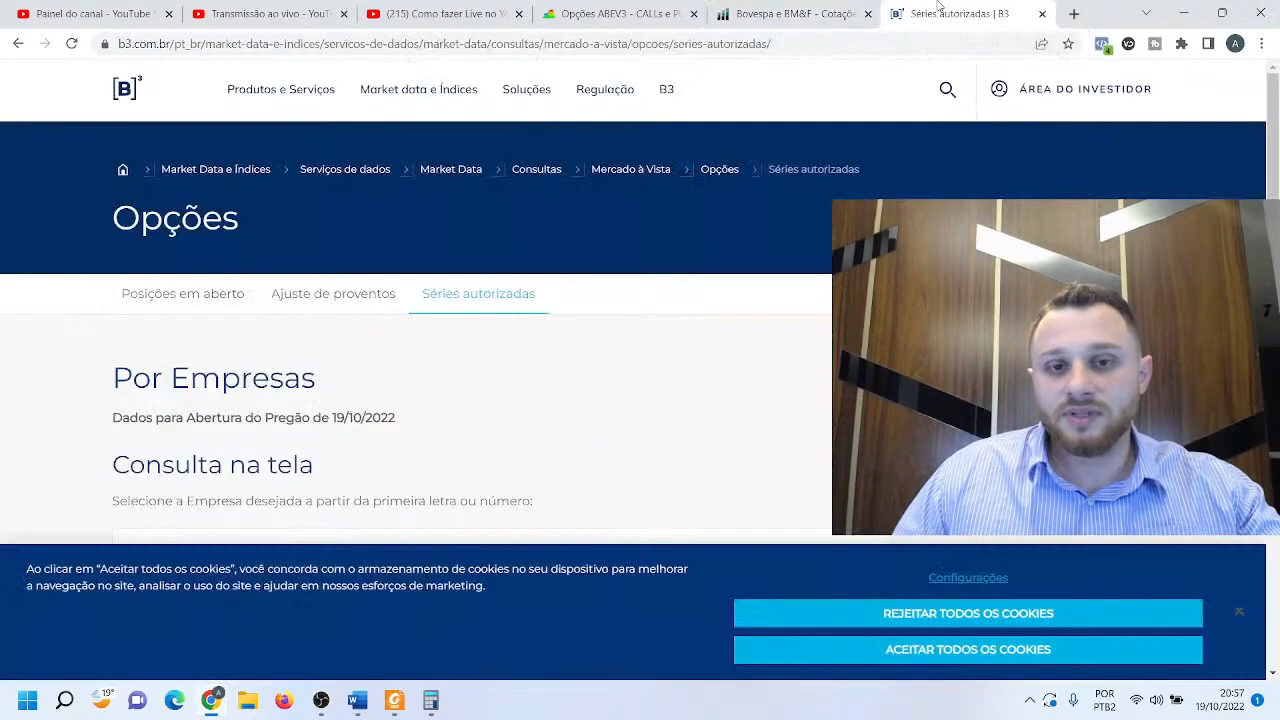 Painel do canal - YouT
Transmissão ao vivo - YouT
(215) Como fazer Live no Y
Opções ABEV3 - CALLs e PU
Bovespa e BM&F - Cotaçõe
Séries autorizadas | B3
b3.com.br/pt_br/market-data-e-indices/servicos-de-dados/market-data/consultas/mercado-a-vista/opcoes/series-autorizadas/
4
A
[B]³
Produtos e Serviços
Market data e Índices
Soluções
Regulação
B3
ÁREA DO INVESTIDOR
Market Data e Índices
Serviços de dados
Market Data
Consultas
Mercado à Vista
Opções
Séries autorizadas
Opções
Posições em aberto
Ajuste de proventos
Séries autorizadas
Por Empresas
Dados para Abertura do Pregão de 19/10/2022
Consulta na tela
Selecione a Empresa desejada a partir da primeira letra ou número:
Ao clicar em “Aceitar todos os cookies”, você concorda com o armazenamento de cookies no seu dispositivo para melhorar
a navegação no site, analisar o uso do site e ajudar em nossos esforços de marketing.
Configurações
REJEITAR TODOS OS COOKIES
ACEITAR TODOS OS COOKIES
19°
A
POR
PTB2
20:57
19/10/2022
1